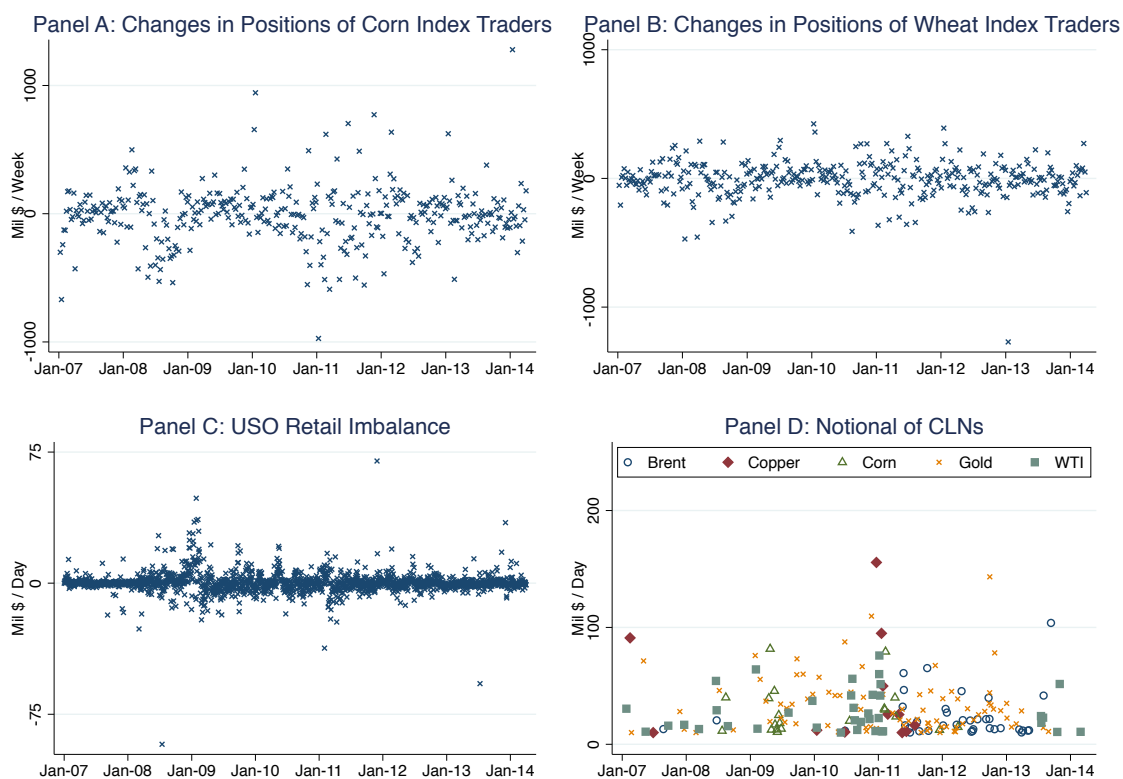 Panel A: Changes in Positions of Corn Index Traders
Mil $ / Week
1000
0
-1000
Jan-07 Jan-08 Jan-09 Jan-10 Jan-11 Jan-12 Jan-13 Jan-14
Panel B: Changes in Positions of Wheat Index Traders
Mil $ / Week
1000
0
-1000
Jan-07 Jan-08 Jan-09 Jan-10 Jan-11 Jan-12 Jan-13 Jan-14
Panel C: USO Retail Imbalance
Mil $ / Day
75
0
-75
Jan-07 Jan-08 Jan-09 Jan-10 Jan-11 Jan-12 Jan-13 Jan-14
Panel D: Notional of CLNs
Brent Copper Corn Gold WTI
Mil $ / Day
200
100
0
Jan-07 Jan-08 Jan-09 Jan-10 Jan-11 Jan-12 Jan-13 Jan-14